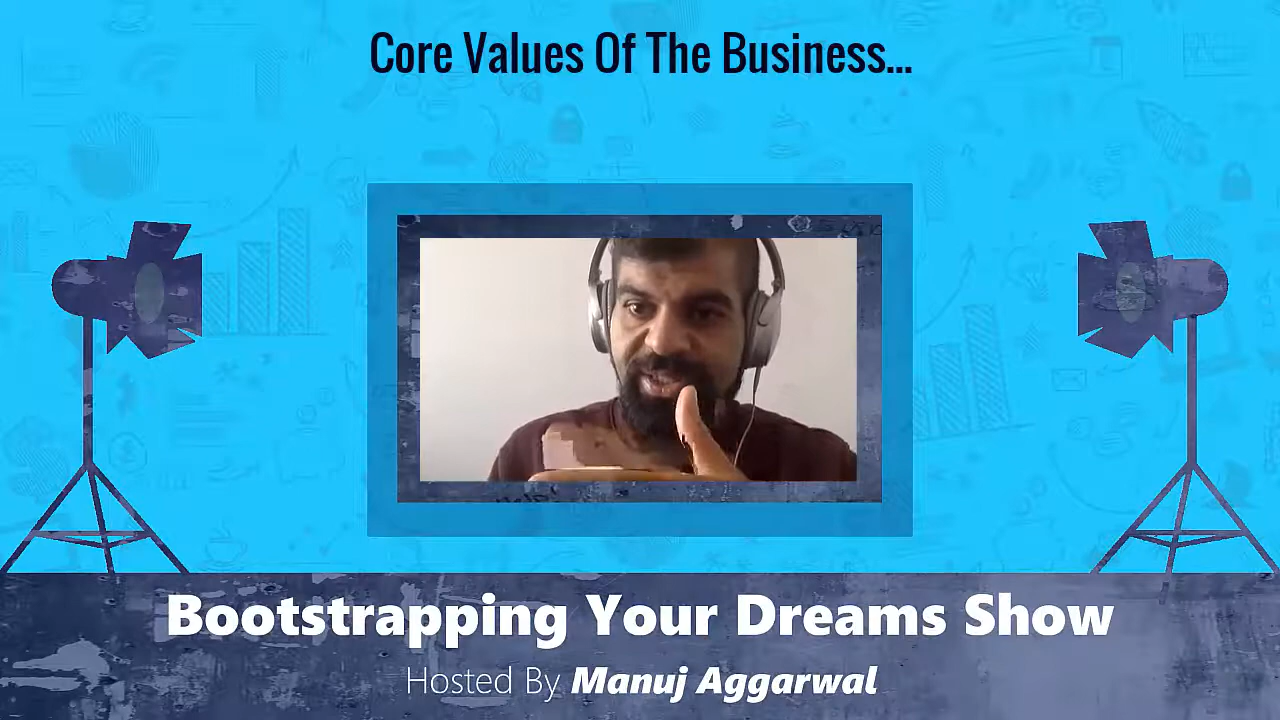 Core Values Of The Business...
Bootstrapping Your Dreams Show
Hosted By Manuj Aggarwal